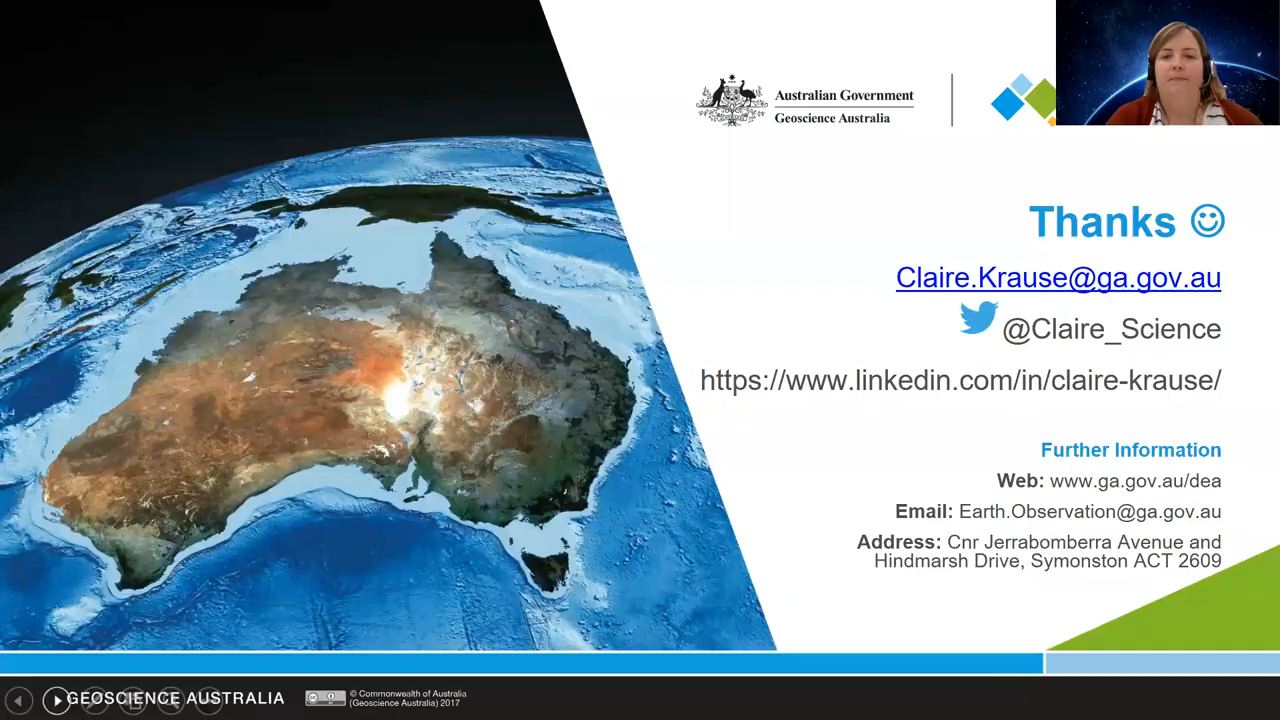 Australian Government
Geoscience Australia
Thanks ☺
Claire.Krause@ga.gov.au
@Claire_Science
https://www.linkedin.com/in/claire-krause/
Further Information
Web: www.ga.gov.au/dea
Email: Earth.Observation@ga.gov.au
Address: Cnr Jerrabomberra Avenue and
Hindmarsh Drive, Symonston ACT 2609
GEOSCIENCE AUSTRALIA
© Commonwealth of Australia
(Geoscience Australia) 2017